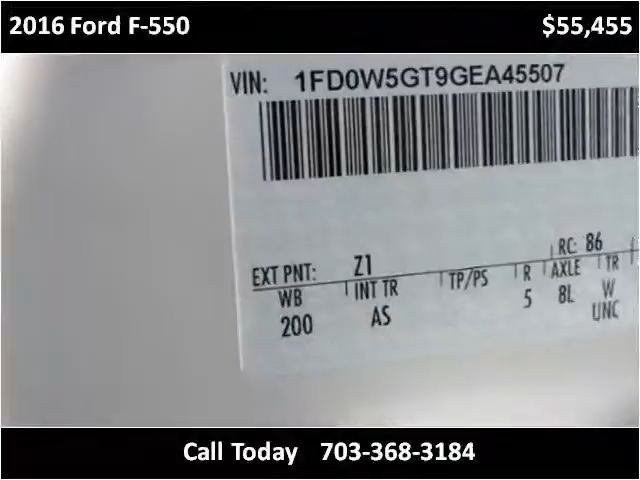 2016 Ford F-550 $55,455
VIN: 1FD0W5GT9GEA45507
RC: 86
EXT PNT: Z1
WB INT TR TP/PS R AXLE TR
200 AS 5 8L W
UNC
Call Today 703-368-3184